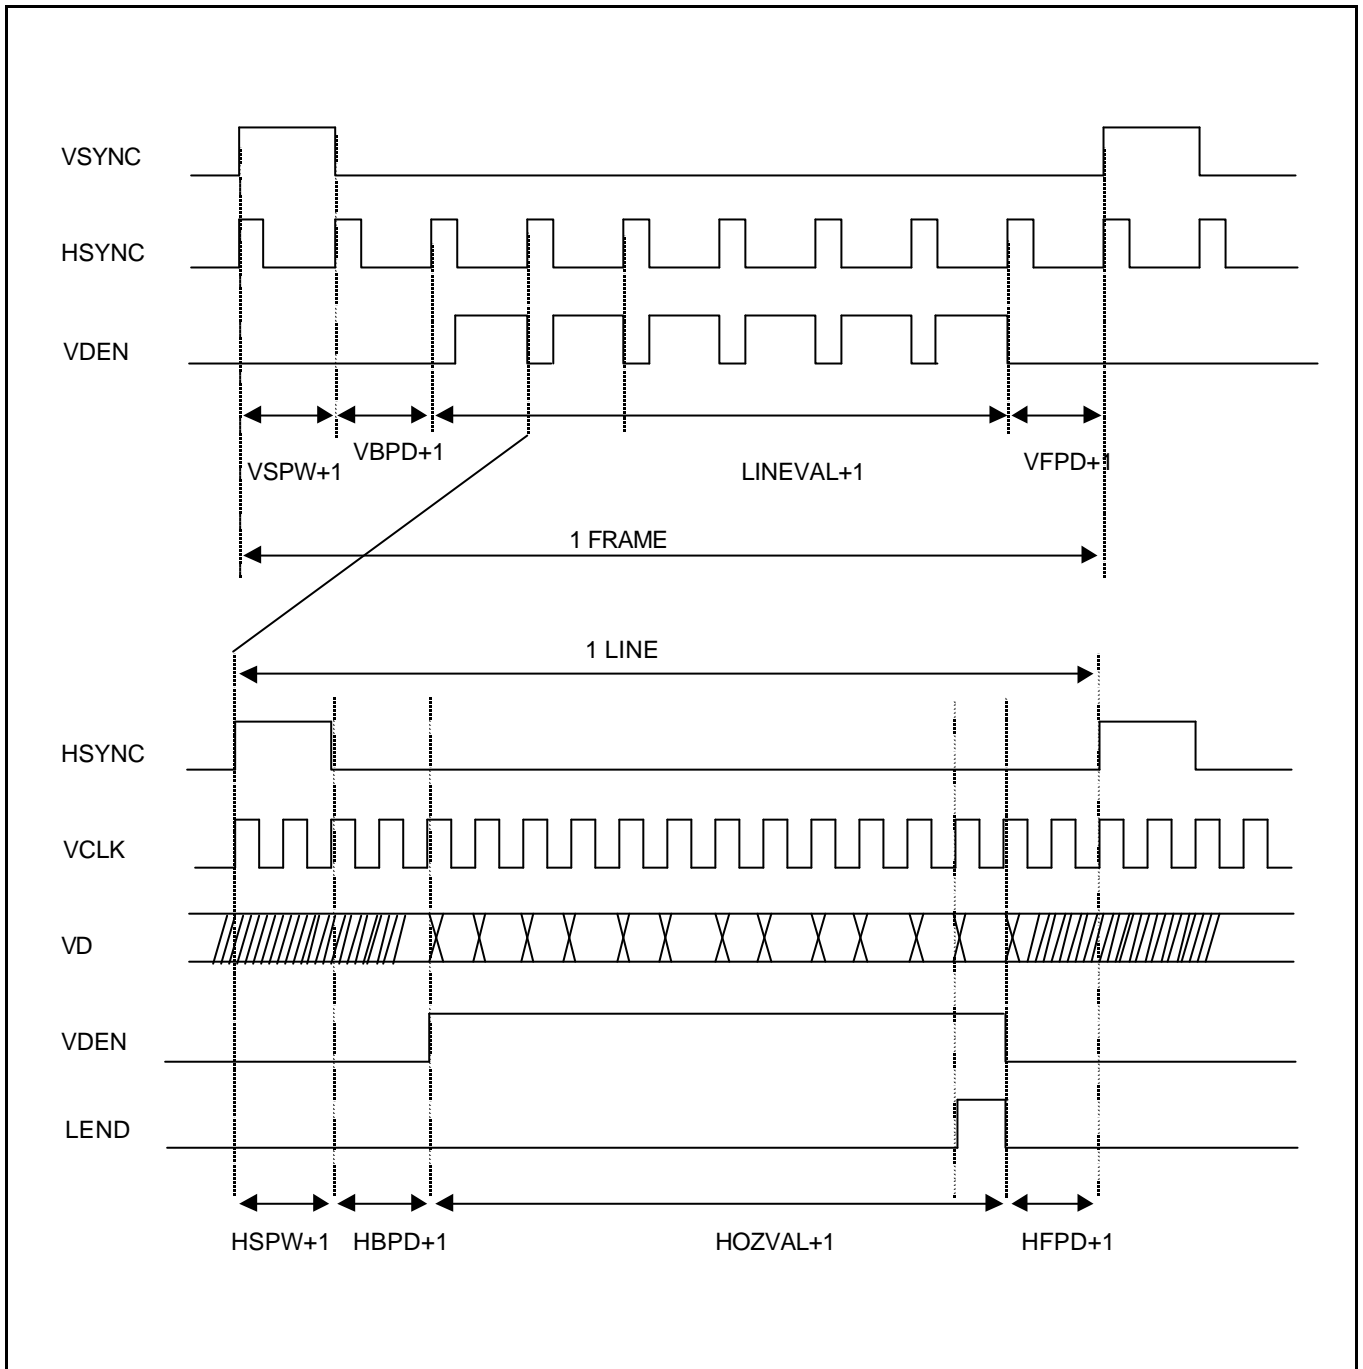 VSYNC
HSYNC
VDEN
VBPD+1
VSPW+1
LINEVAL+1
VFPD+1
1 FRAME
1 LINE
HSYNC
VCLK
VD
VDEN
LEND
HSPW+1
HBPD+1
HOZVAL+1
HFPD+1